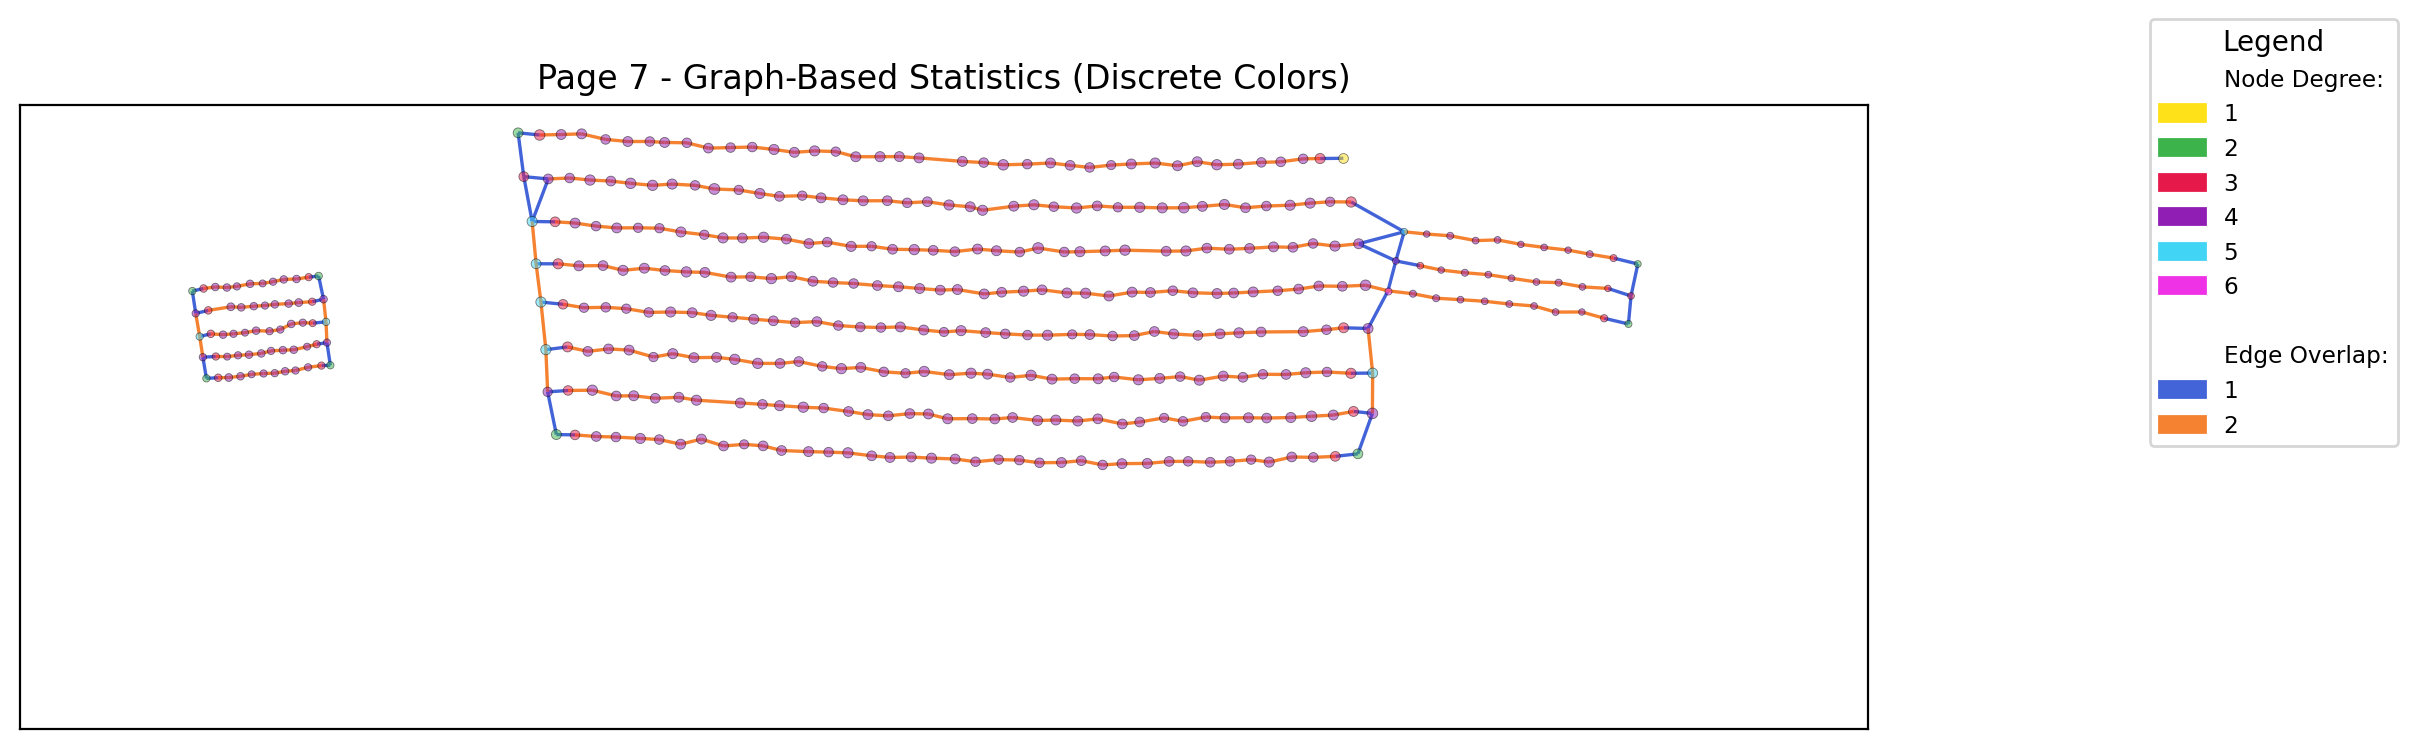 Page 7 - Graph-Based Statistics (Discrete Colors)
Legend
Node Degree:
1
2
3
4
5
6
Edge Overlap:
1
2